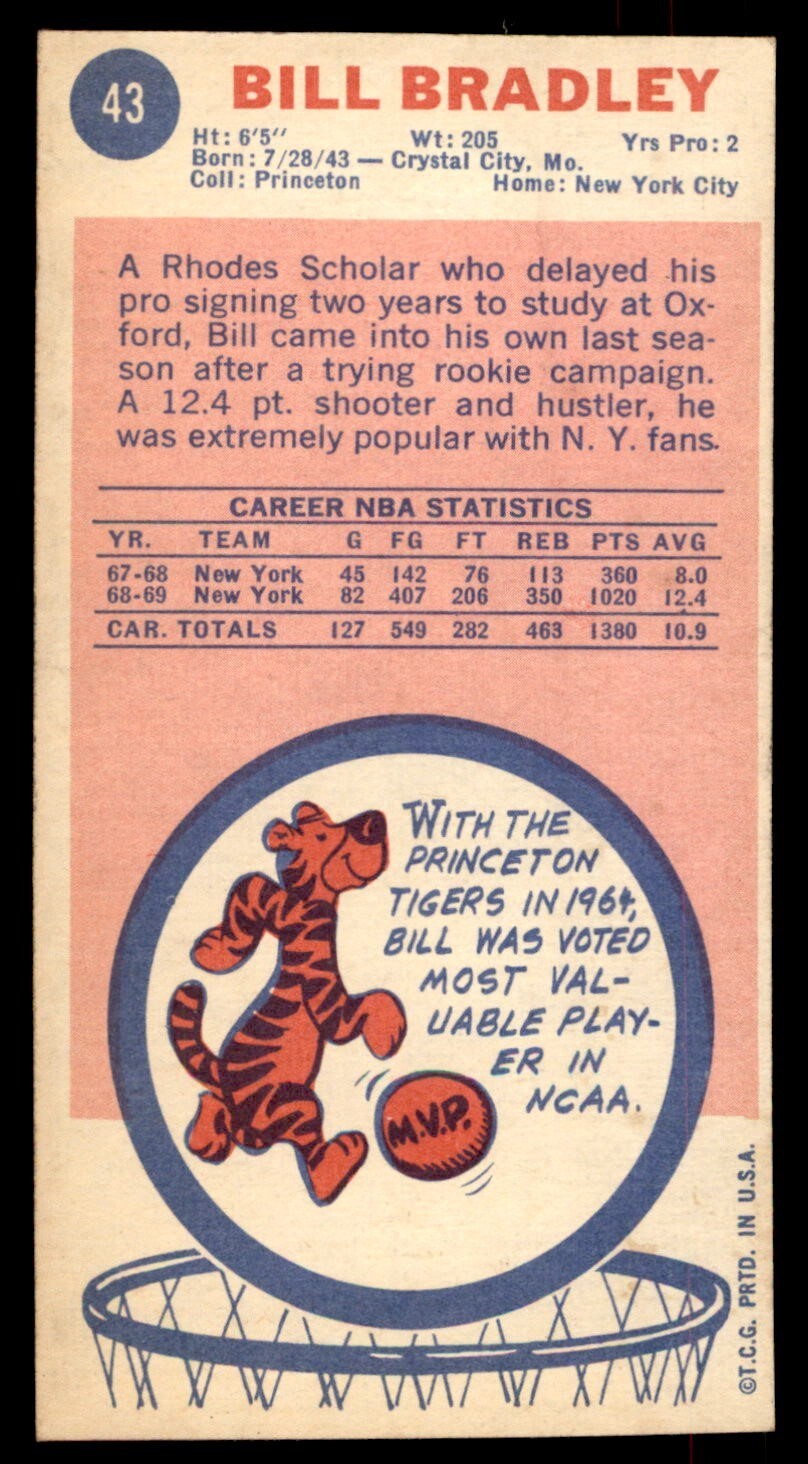 43
BILL BRADLEY
Ht: 6'5" Wt: 205 Yrs Pro: 2
Born: 7/28/43 — Crystal City, Mo.
Coll: Princeton Home: New York City
A Rhodes Scholar who delayed his
pro signing two years to study at Ox-
ford, Bill came into his own last sea-
son after a trying rookie campaign.
A 12.4 pt. shooter and hustler, he
was extremely popular with N. Y. fans.
CAREER NBA STATISTICS
YR. TEAM G FG FT REB PTS AVG
67-68 New York 45 142 76 113 360 8.0
68-69 New York 82 407 206 350 1020 12.4
CAR. TOTALS 127 549 282 463 1380 10.9
WITH THE
PRINCETON
TIGERS IN 1964,
BILL WAS VOTED
MOST VAL-
UABLE PLAY-
ER IN
NCAA.
M.V.P.
©T.C.G. PRTD. IN U.S.A.